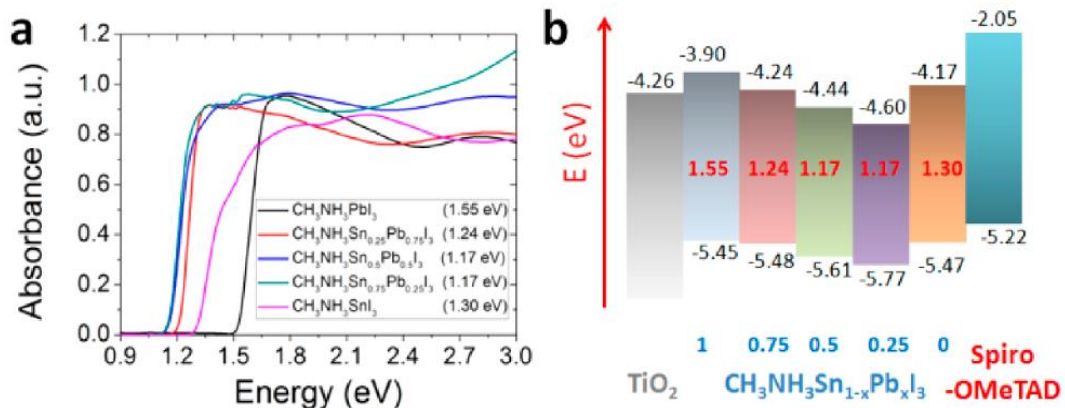 a
Absorbance (a.u.)
1.2
1.0
0.8
0.6
0.4
0.2
0.0
CH₃NH₃PbI₃ (1.55 eV)
CH₃NH₃Sn₀.₂₅Pb₀.₇₅I₃ (1.24 eV)
CH₃NH₃Sn₀.₅Pb₀.₅I₃ (1.17 eV)
CH₃NH₃Sn₀.₇₅Pb₀.₂₅I₃ (1.17 eV)
CH₃NH₃SnI₃ (1.30 eV)
0.9 1.2 1.5 1.8 2.1 2.4 2.7 3.0
Energy (eV)
b
E (eV)
-2.05
-4.26 -3.90 -4.24 -4.44 -4.60 -4.17
1.55 1.24 1.17 1.17 1.30
-5.45 -5.48 -5.61 -5.77 -5.47 -5.22
1 0.75 0.5 0.25 0
TiO₂ CH₃NH₃Sn₁₋ₓPbₓI₃
Spiro
-OMeTAD